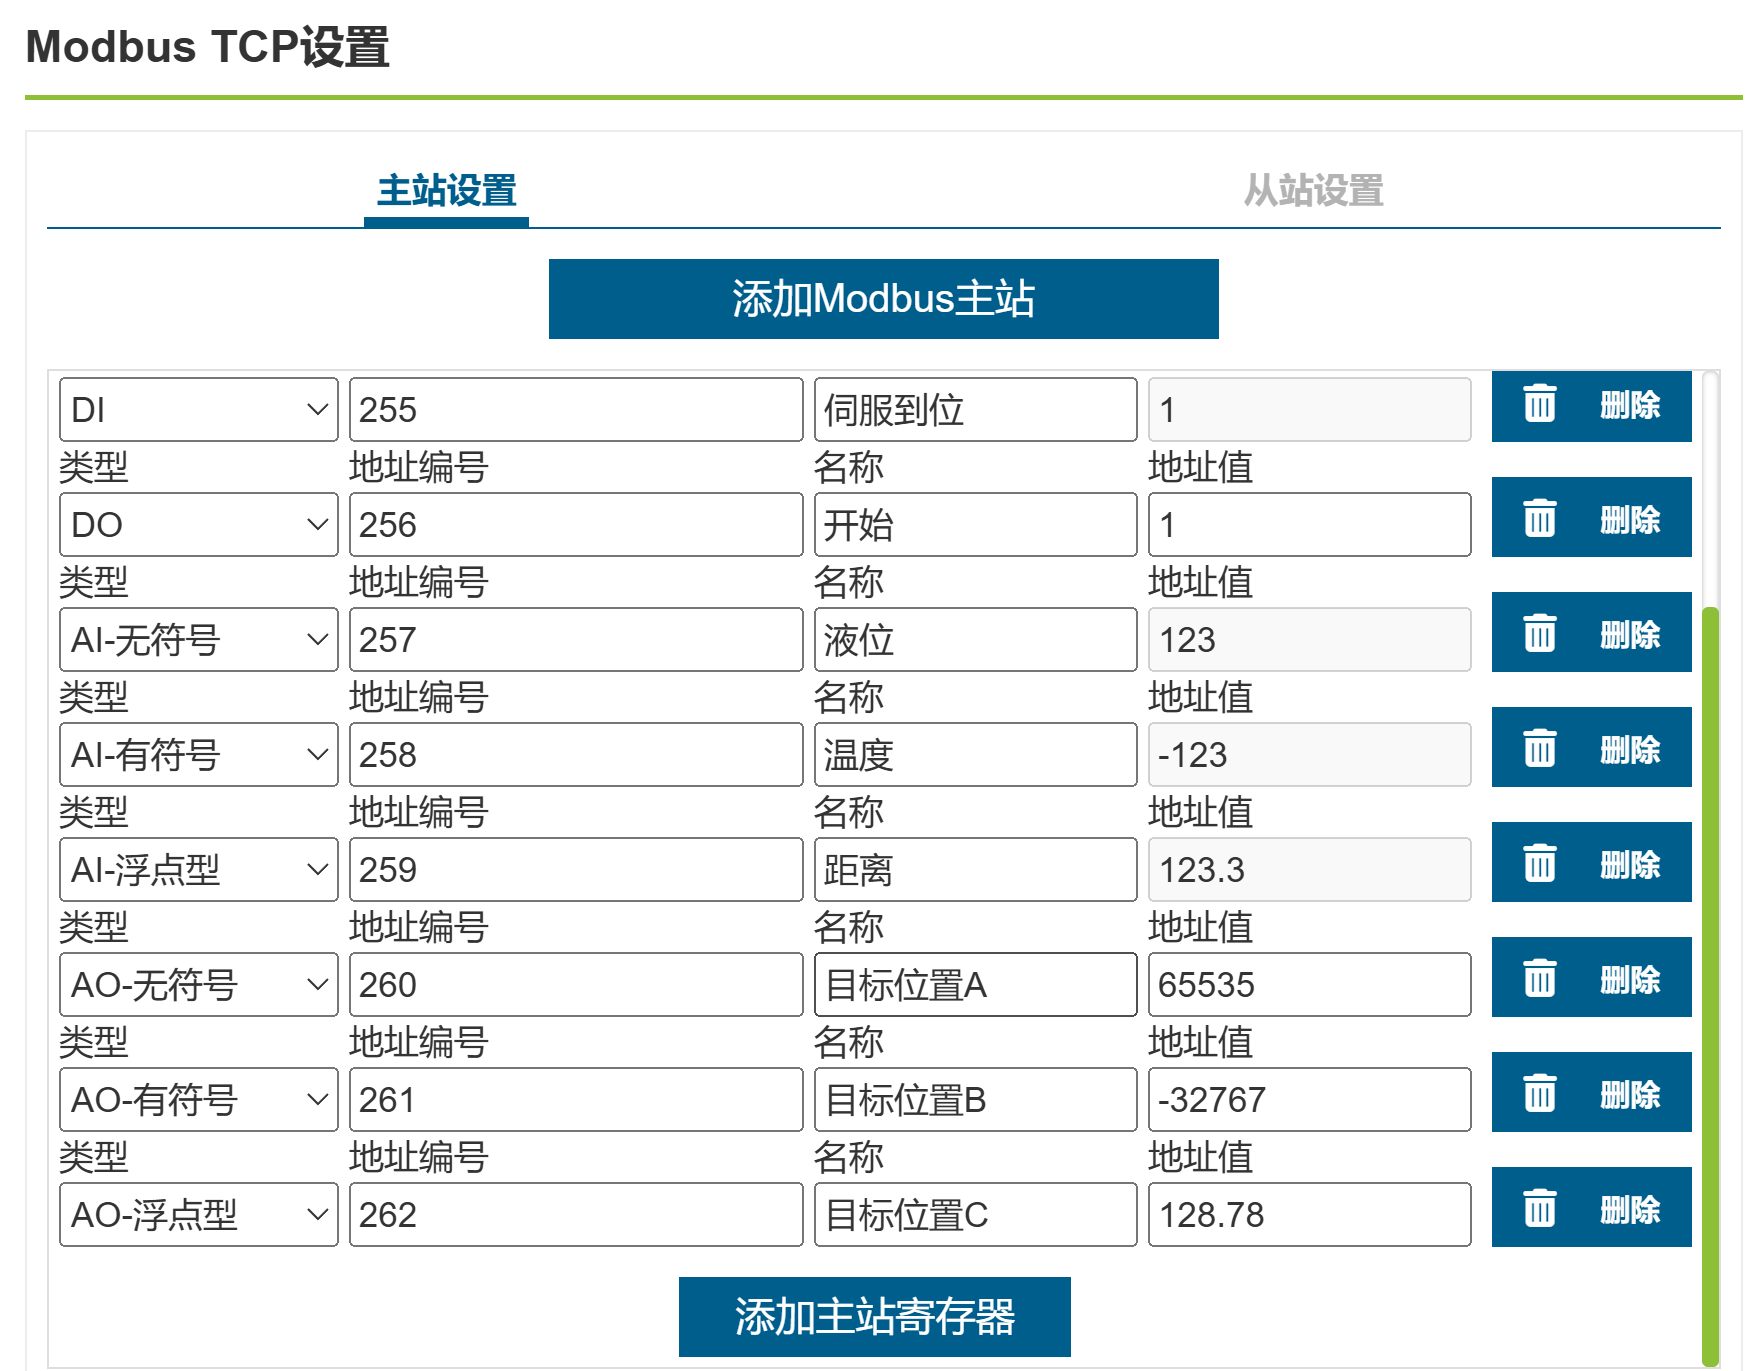 Modbus TCP设置
主站设置 从站设置
添加Modbus主站
DI 255 伺服到位 1 删除
类型 地址编号 名称 地址值
DO 256 开始 1 删除
类型 地址编号 名称 地址值
AI-无符号 257 液位 123 删除
类型 地址编号 名称 地址值
AI-有符号 258 温度 -123 删除
类型 地址编号 名称 地址值
AI-浮点型 259 距离 123.3 删除
类型 地址编号 名称 地址值
AO-无符号 260 目标位置A 65535 删除
类型 地址编号 名称 地址值
AO-有符号 261 目标位置B -32767 删除
类型 地址编号 名称 地址值
AO-浮点型 262 目标位置C 128.78 删除
添加主站寄存器